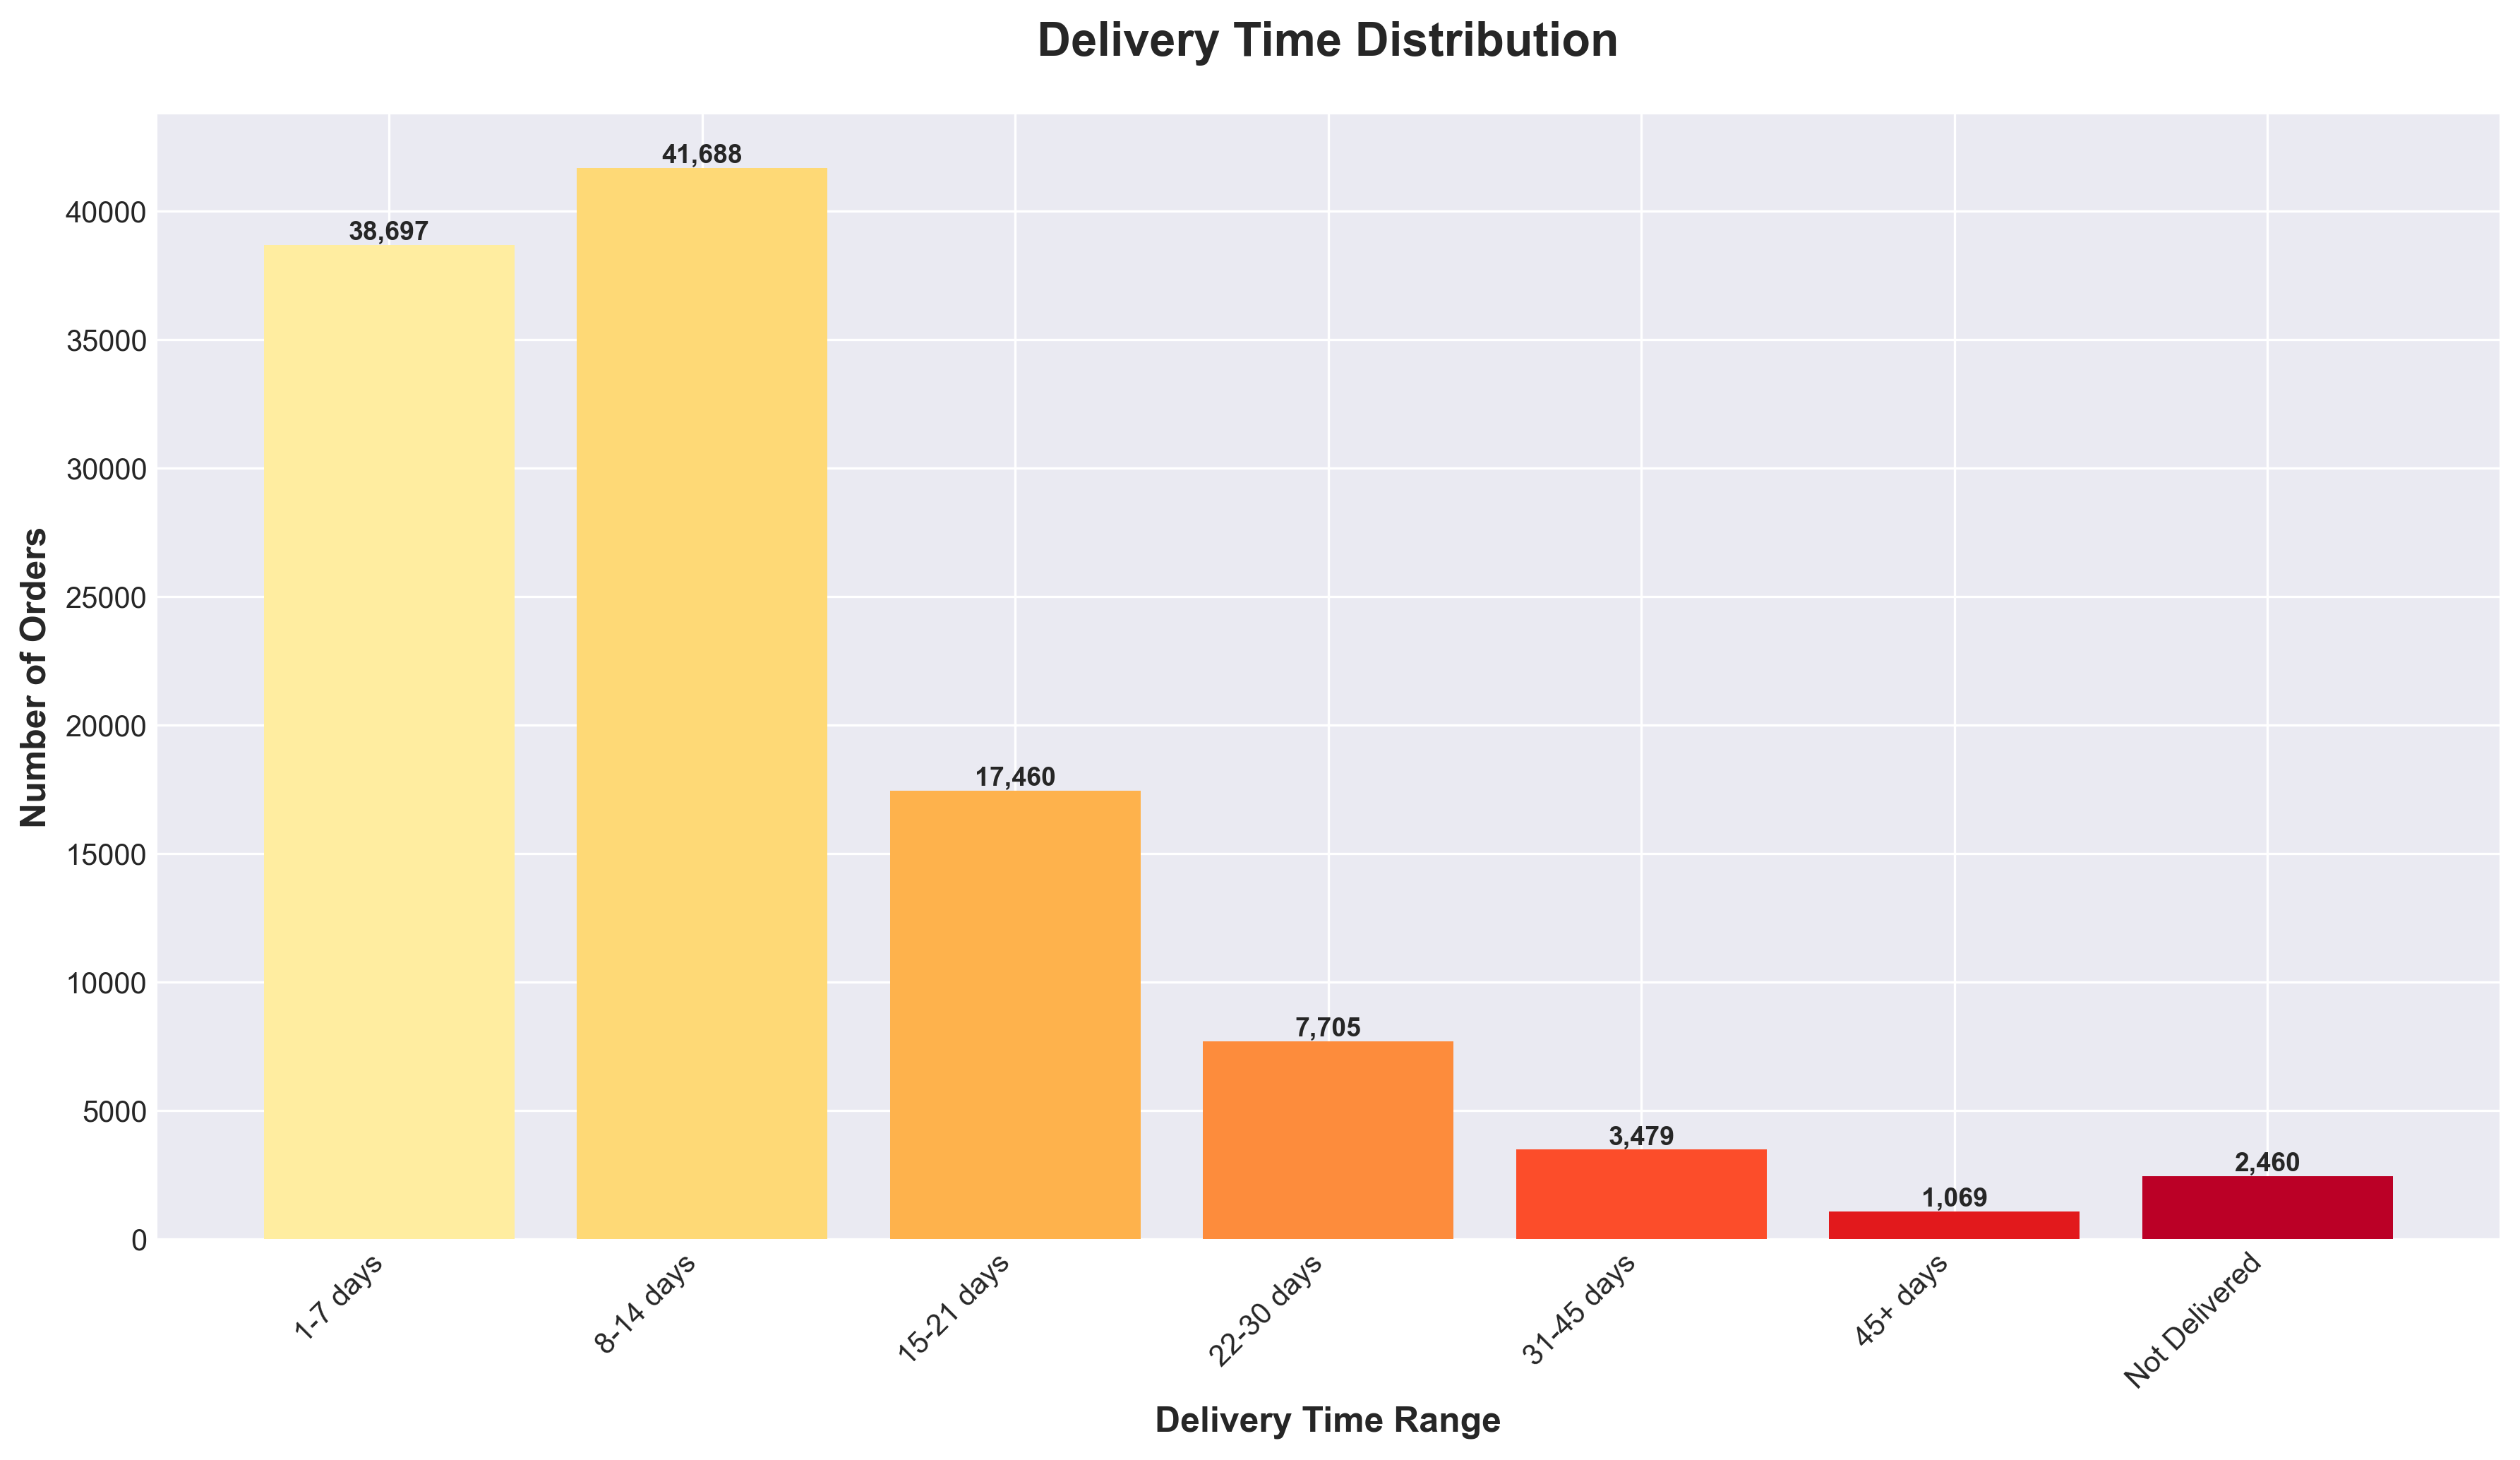 Delivery Time Distribution
Number of Orders
40000
35000
30000
25000
20000
15000
10000
5000
0
38,697
41,688
17,460
7,705
3,479
1,069
2,460
1-7 days
8-14 days
15-21 days
22-30 days
31-45 days
45+ days
Not Delivered
Delivery Time Range